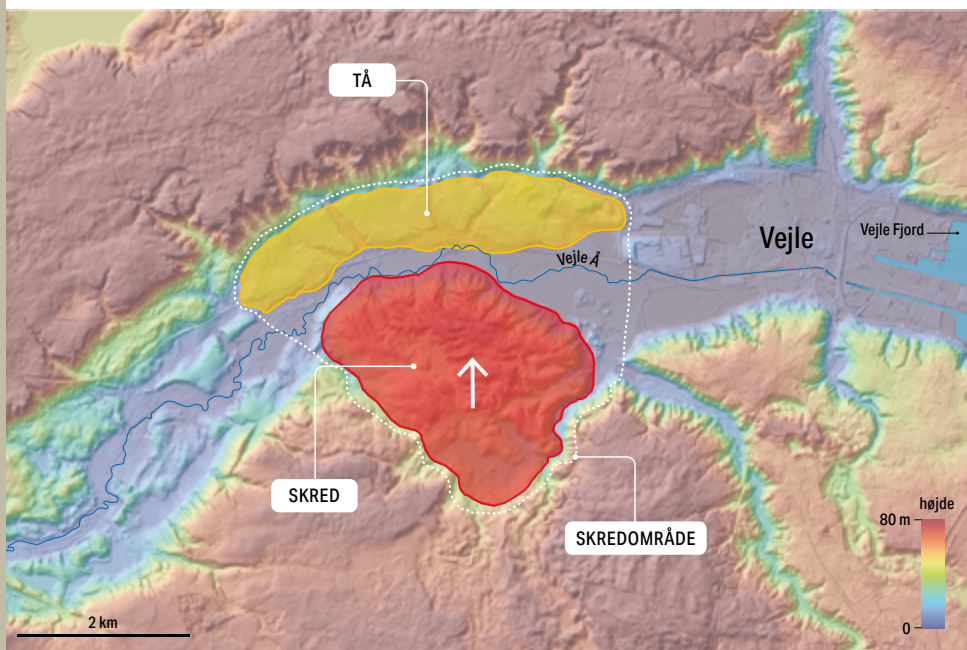 TÅ
Vejle
Vejle Fjord
Vejle Å
SKRED
SKREDOMRÅDE
højde
80 m
0
2 km